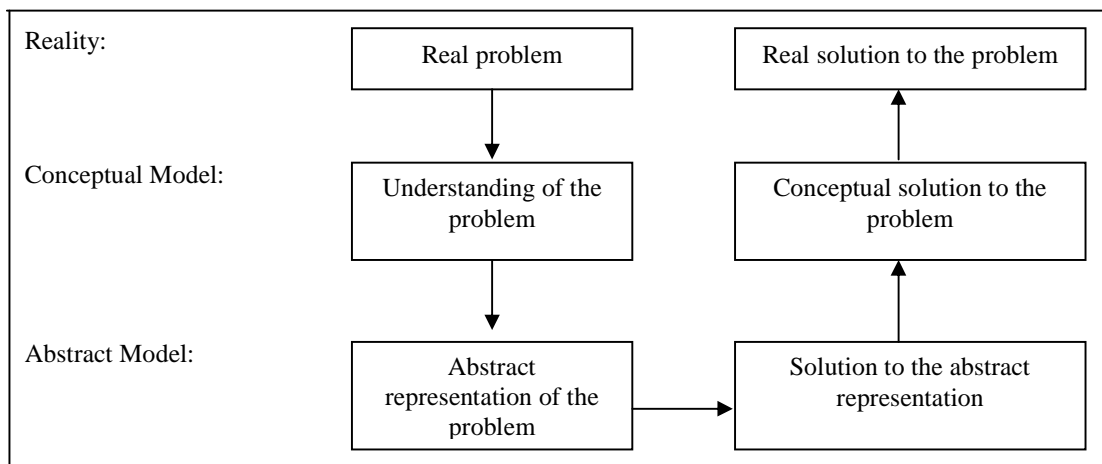 Reality:
Real problem
Real solution to the problem
Conceptual Model:
Understanding of the
problem
Conceptual solution to the
problem
Abstract Model:
Abstract
representation of the
problem
Solution to the abstract
representation